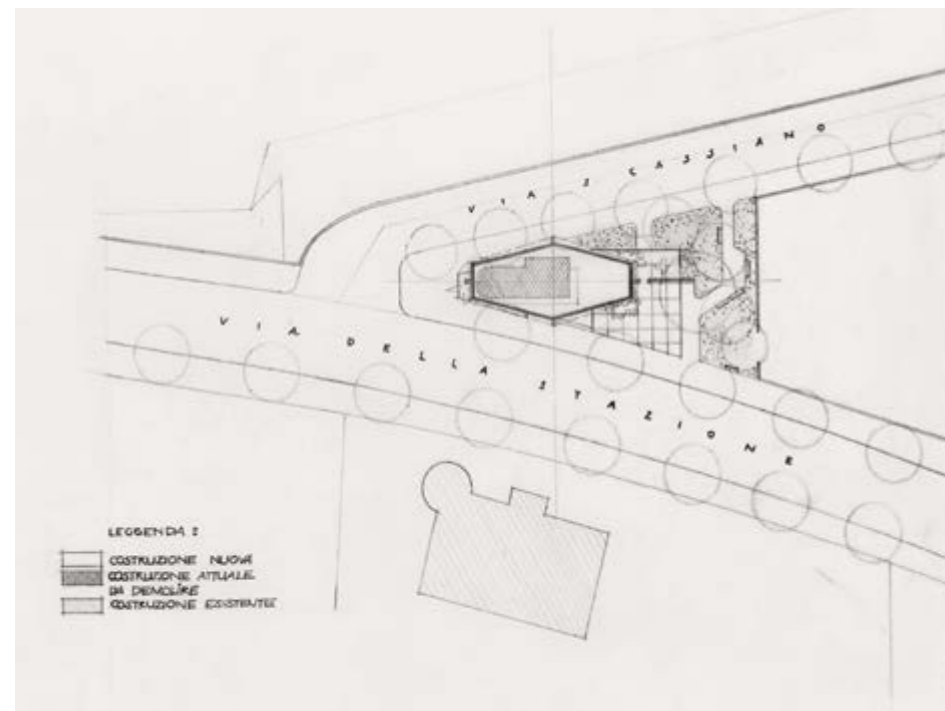 VIA S CASSIANO
VIA DELLA STAZIONE
LEGGENDA :
COSTRUZIONE NUOVA
COSTRUZIONE ATTUALE
DA DEMOLIRE
COSTRUZIONE ESISTENTE